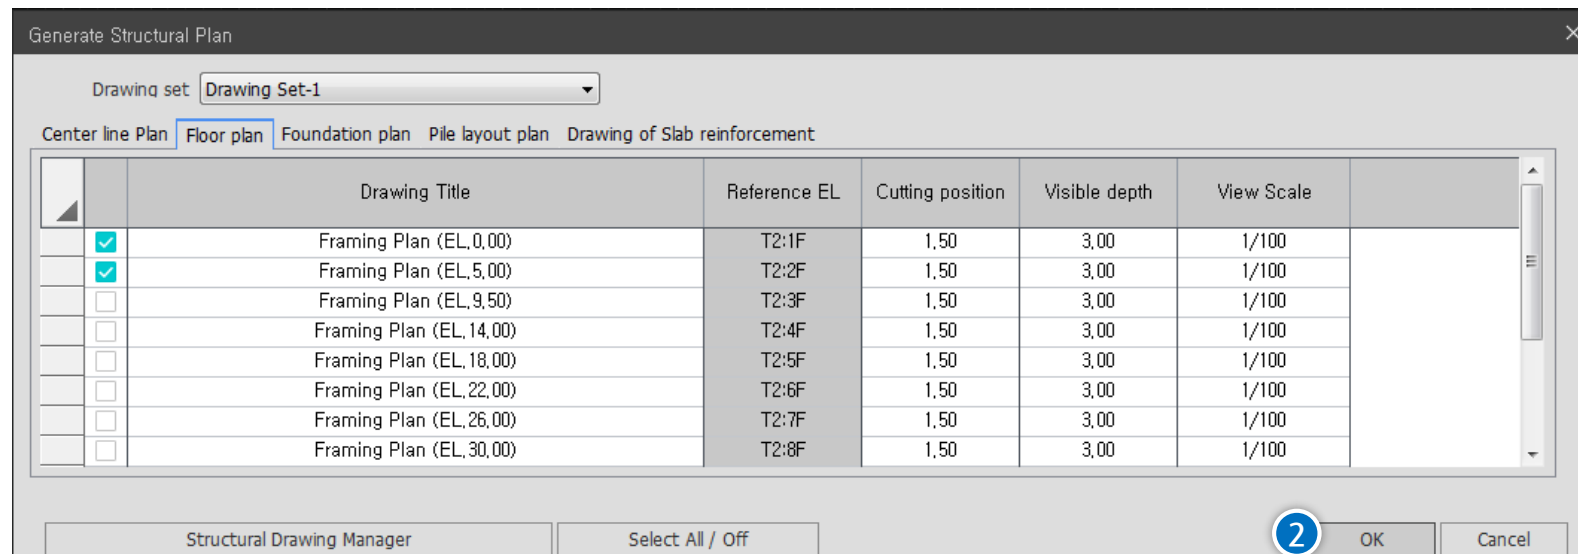 Generate Structural Plan
Drawing set Drawing Set-1
Center line Plan Floor plan Foundation plan Pile layout plan Drawing of Slab reinforcement
Drawing Title Reference EL Cutting position Visible depth View Scale
Framing Plan (EL.0.00) T2:1F 1.50 3.00 1/100
Framing Plan (EL.5.00) T2:2F 1.50 3.00 1/100
Framing Plan (EL.9.50) T2:3F 1.50 3.00 1/100
Framing Plan (EL.14.00) T2:4F 1.50 3.00 1/100
Framing Plan (EL.18.00) T2:5F 1.50 3.00 1/100
Framing Plan (EL.22.00) T2:6F 1.50 3.00 1/100
Framing Plan (EL.26.00) T2:7F 1.50 3.00 1/100
Framing Plan (EL.30.00) T2:8F 1.50 3.00 1/100
Structural Drawing Manager Select All / Off 2 OK Cancel